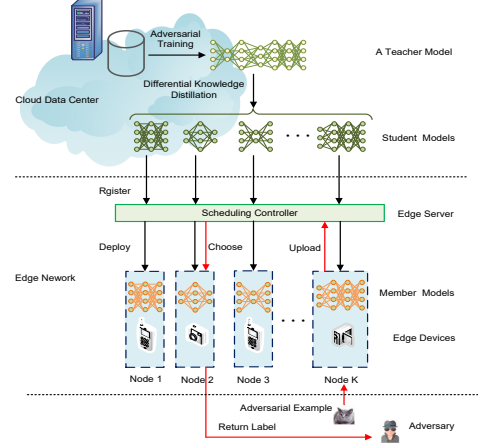 Adversarial
Training
A Teacher Model
Differential Knowledge
Distillation
Cloud Data Center
Student Models
Rgister
Scheduling Controller
Edge Server
Deploy
Choose
Upload
Edge Nework
Member Models
Edge Devices
Node 1
Node 2
Node 3
Node K
Adversarial Example
Return Label
Adversary